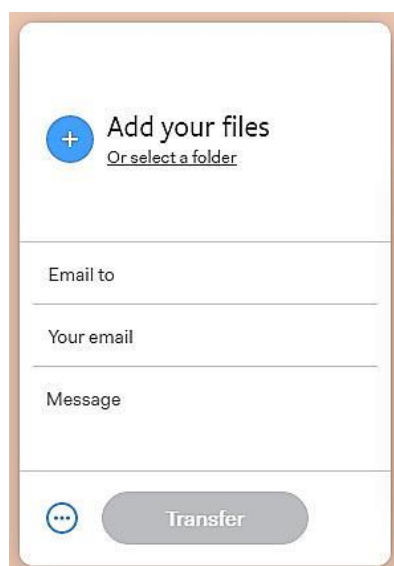 Add your files
Or select a folder
Email to
Your email
Message
Transfer